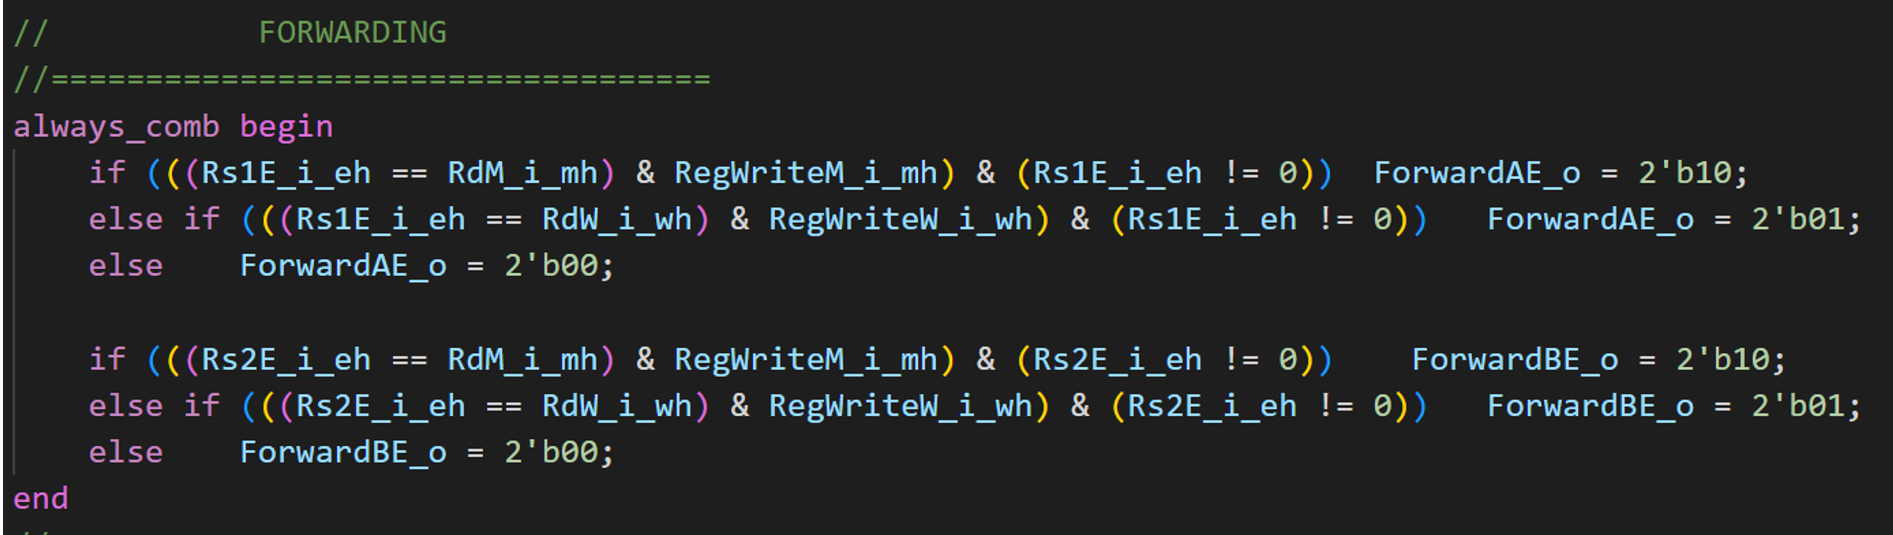 //           FORWARDING
//===================================
always_comb begin
    if (((Rs1E_i_eh == RdM_i_mh) & RegWriteM_i_mh) & (Rs1E_i_eh != 0))  ForwardAE_o = 2'b10;
    else if (((Rs1E_i_eh == RdW_i_wh) & RegWriteW_i_wh) & (Rs1E_i_eh != 0))   ForwardAE_o = 2'b01;
    else    ForwardAE_o = 2'b00;

    if (((Rs2E_i_eh == RdM_i_mh) & RegWriteM_i_mh) & (Rs2E_i_eh != 0))    ForwardBE_o = 2'b10;
    else if (((Rs2E_i_eh == RdW_i_wh) & RegWriteW_i_wh) & (Rs2E_i_eh != 0))   ForwardBE_o = 2'b01;
    else    ForwardBE_o = 2'b00;
end